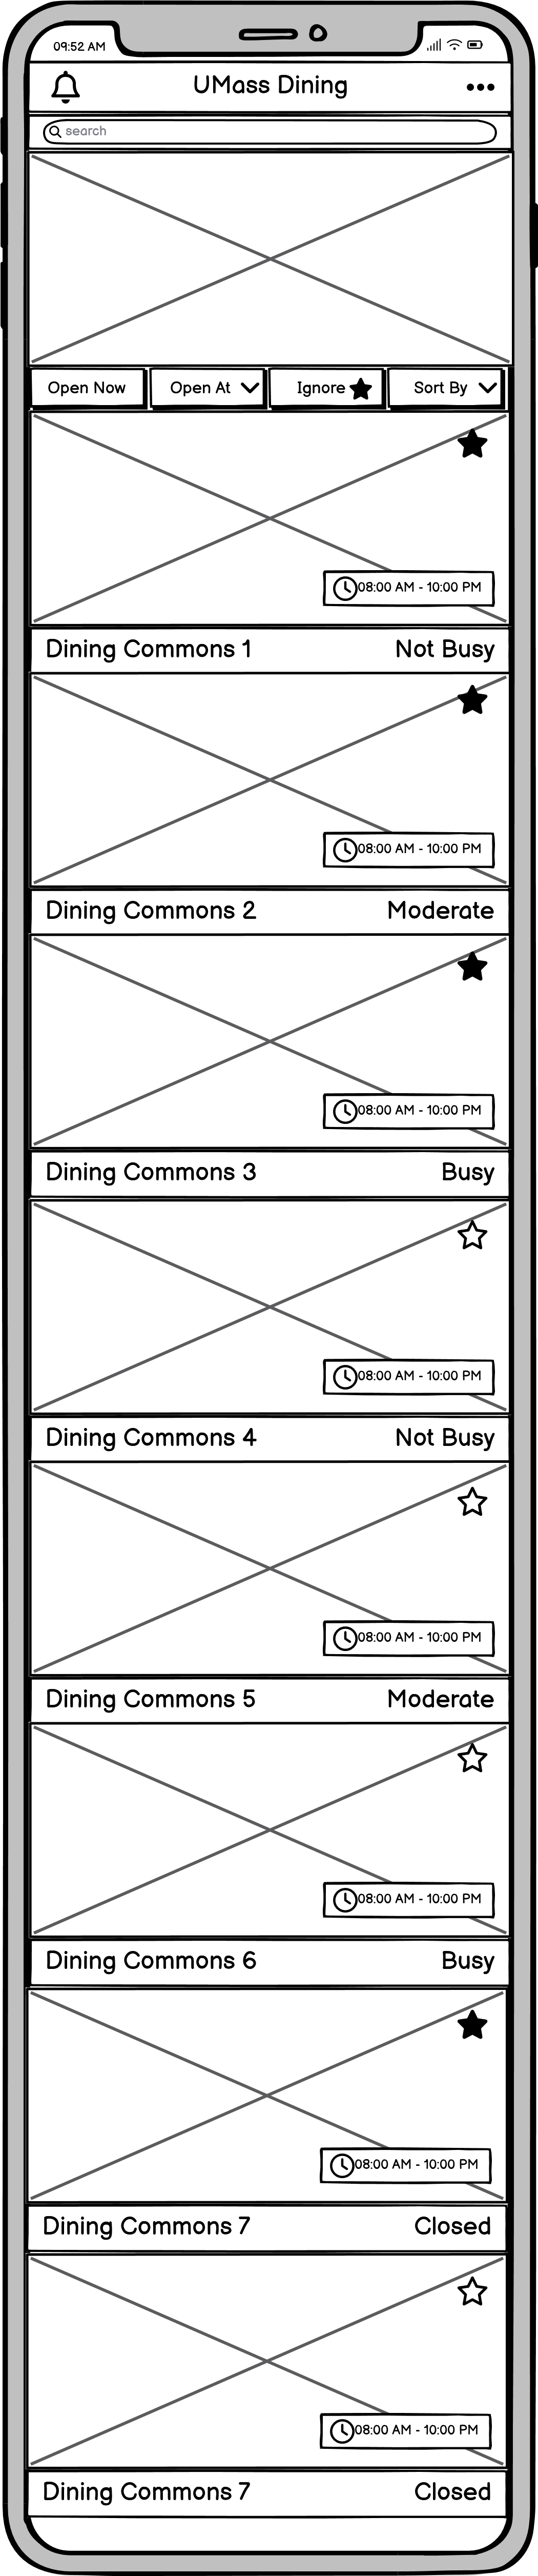 09:52 AM
UMass Dining
search
Open Now Open At Ignore Sort By
08:00 AM - 10:00 PM
Dining Commons 1 Not Busy
08:00 AM - 10:00 PM
Dining Commons 2 Moderate
08:00 AM - 10:00 PM
Dining Commons 3 Busy
08:00 AM - 10:00 PM
Dining Commons 4 Not Busy
08:00 AM - 10:00 PM
Dining Commons 5 Moderate
08:00 AM - 10:00 PM
Dining Commons 6 Busy
08:00 AM - 10:00 PM
Dining Commons 7 Closed
08:00 AM - 10:00 PM
Dining Commons 7 Closed